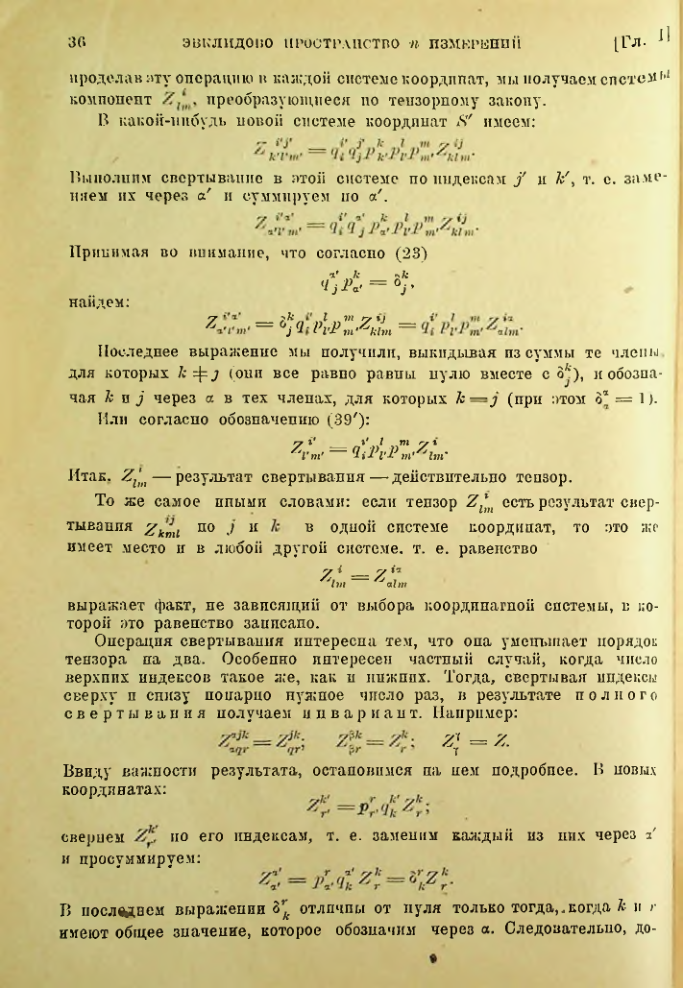 36 ЭВКЛИДОВО ПРОСТРАНСТВО n ИЗМЕРЕНИЙ [Гл. II
проделав эту операцию в каждой системе координат, мы получаем системы
компонент Z^i_{lm}, преобразующиеся по тензорному закону.
В какой-нибудь новой системе координат S′ имеем:
Z^{i′j′}_{k′l′m′} = q^{i′}_i q^{j′}_j p^k_{k′} p^l_{l′} p^m_{m′} Z^{ij}_{klm}.
Выполним свертывание в этой системе по индексам j′ и k′, т. е. заме-
няем их через α′ и суммируем по α′.
Z^{i′α′}_{α′l′m′} = q^{i′}_i q^{α′}_j p^k_{α′} p^l_{l′} p^m_{m′} Z^{ij}_{klm}.
Принимая во внимание, что согласно (23)
q^{α′}_j p^k_{α′} = δ^k_j,
найдем:
Z^{i′α′}_{α′l′m′} = δ^k_j q^{i′}_i p^l_{l′} p^m_{m′} Z^{ij}_{klm} = q^{i′}_i p^l_{l′} p^m_{m′} Z^{iα}_{αlm}.
Последнее выражение мы получили, выкидывая из суммы те члены,
для которых k ≠ j (они все равно равны нулю вместе с δ^k_j), и обозна-
чая k и j через α в тех членах, для которых k = j (при этом δ^α_α = 1).
Или согласно обозначению (39′):
Z^{i′}_{l′m′} = q^{i′}_i p^l_{l′} p^m_{m′} Z^i_{lm}.
Итак, Z^i_{lm} — результат свертывания — действительно тензор.
То же самое иными словами: если тензор Z^i_{lm} есть результат свер-
тывания Z^{ij}_{kml} по j и k в одной системе координат, то это же
имеет место и в любой другой системе. т. е. равенство
Z^i_{lm} = Z^{iα}_{αlm}
выражает факт, не зависящий от выбора координатной системы, в ко-
торой это равенство записано.
Операция свертывания интересна тем, что она уменьшает порядок
тензора на два. Особенно интересен частный случай, когда число
верхних индексов такое же, как и нижних. Тогда, свертывая индексы
сверху и снизу попарно нужное число раз, в результате полного
свертывания получаем инвариант. Например:
Z^{αjk}_{αqr} = Z^{jk}_{qr}; Z^{βk}_{βr} = Z^k_r; Z^γ_γ = Z.
Ввиду важности результата, остановимся на нем подробнее. В новых
координатах:
Z^{k′}_{r′} = p^r_{r′} q^{k′}_k Z^k_r;
свернем Z^{k′}_{r′} по его индексам, т. е. заменим каждый из них через α′
и просуммируем:
Z^{α′}_{α′} = p^r_{α′} q^{α′}_k Z^k_r = δ^r_k Z^k_r.
В последнем выражении δ^r_k отличны от нуля только тогда, когда k и r
имеют общее значение, которое обозначим через α. Следовательно, до-